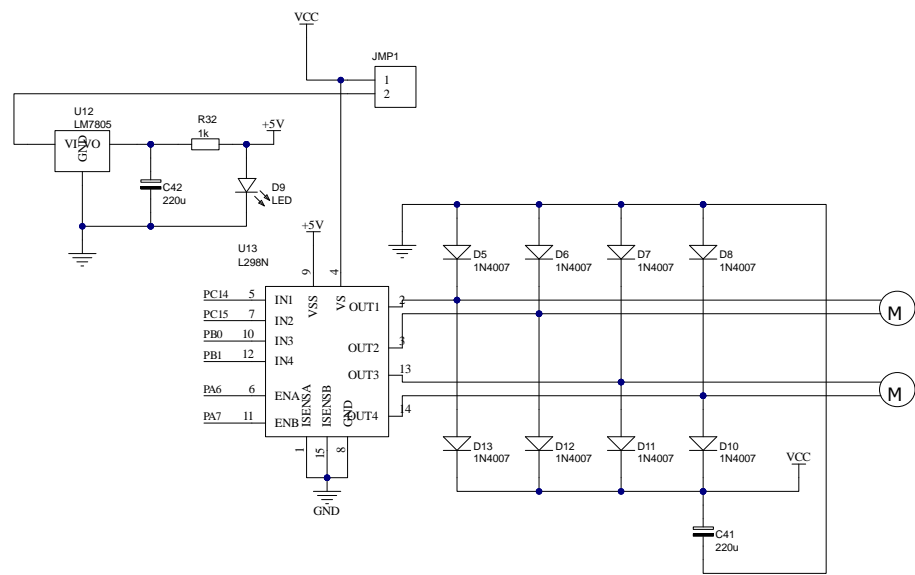 VCC
JMP1
1
2
U12
LM7805
VI
VO
GND
R32
1k
+5V
C42
220u
D9
LED
+5V
U13
L298N
9
4
D5
1N4007
D6
1N4007
D7
1N4007
D8
1N4007
PC14 5 IN1
VSS
VS
OUT1 2
M
PC15 7 IN2
PB0 10 IN3
OUT2 3
PB1 12 IN4
OUT3 13
M
PA6 6 ENA
ISENSA
ISENSB
GND
OUT4 14
PA7 11 ENB
1
15
8
GND
D13
1N4007
D12
1N4007
D11
1N4007
D10
1N4007
VCC
C41
220u